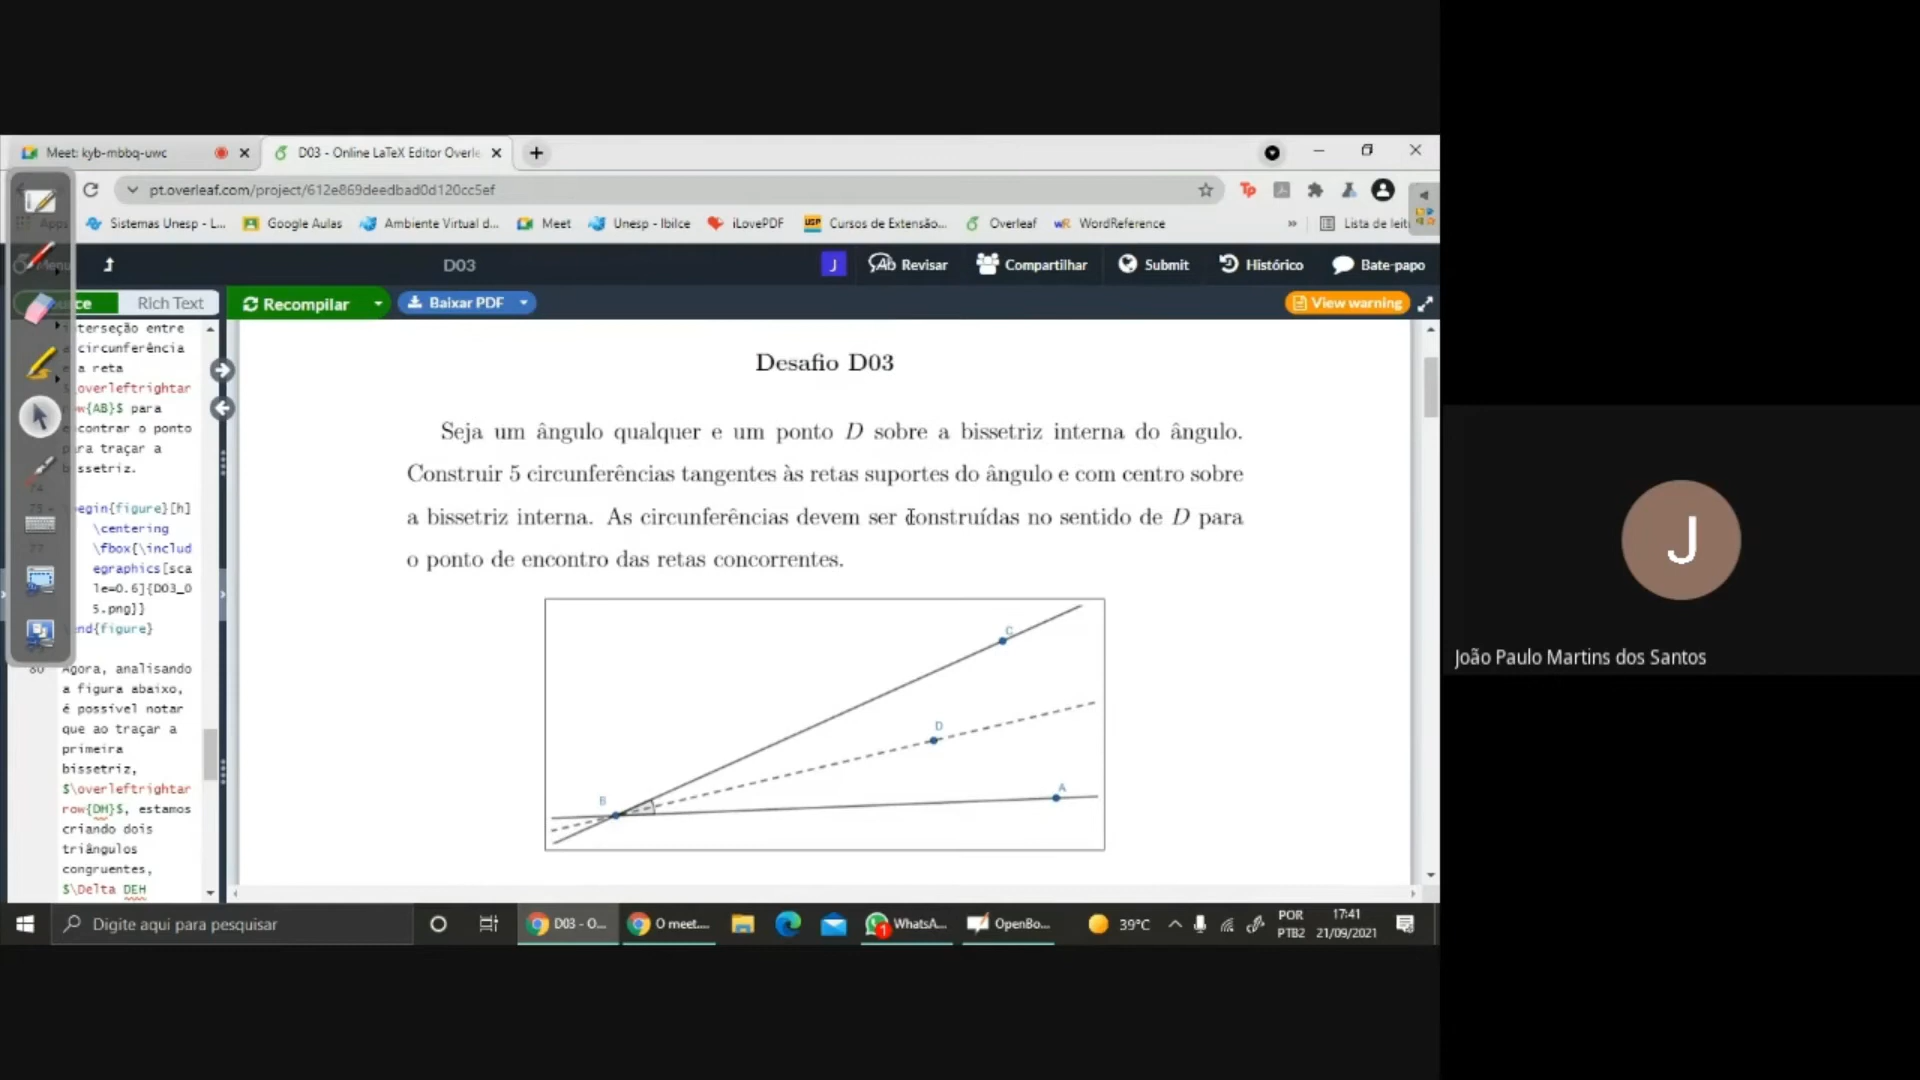 Meet: kyb-mbbq-uwc
D03 - Online LaTeX Editor Overle
pt.overleaf.com/project/612e869deedbad0d120cc5ef
Apps
Sistemas Unesp - L...
Google Aulas
Ambiente Virtual d...
Meet
Unesp - Ibilce
iLovePDF
Cursos de Extensão...
Overleaf
WordReference
»
Lista de leit
Menu
D03
J
Revisar
Compartilhar
Submit
Histórico
Bate-papo
Rich Text
Recompilar
Baixar PDF
View warning
terseção entre
circunferência
e a reta
overleftrightar
w{AB}$ para
contrar o ponto
ra traçar a
ssetriz.
74
75
egin{figure}[h]
\centering
77
\fbox{\includ
egraphics[sca
le=0.6]{D03_0
5.png}}
nd{figure}
80 Agora, analisando
a figura abaixo,
é possível notar
que ao traçar a
primeira
bissetriz,
$\overleftrightar
row{DH}$, estamos
criando dois
triângulos
congruentes,
$\Delta DEH
Desafio D03
Seja um ângulo qualquer e um ponto D sobre a bissetriz interna do ângulo.
Construir 5 circunferências tangentes às retas suportes do ângulo e com centro sobre
a bissetriz interna. As circunferências devem ser construídas no sentido de D para
o ponto de encontro das retas concorrentes.
C
D
B
A
J
João Paulo Martins dos Santos
Digite aqui para pesquisar
D03 - O...
O meet....
1
WhatsA...
OpenBo...
39°C
POR
PTB2
17:41
21/09/2021